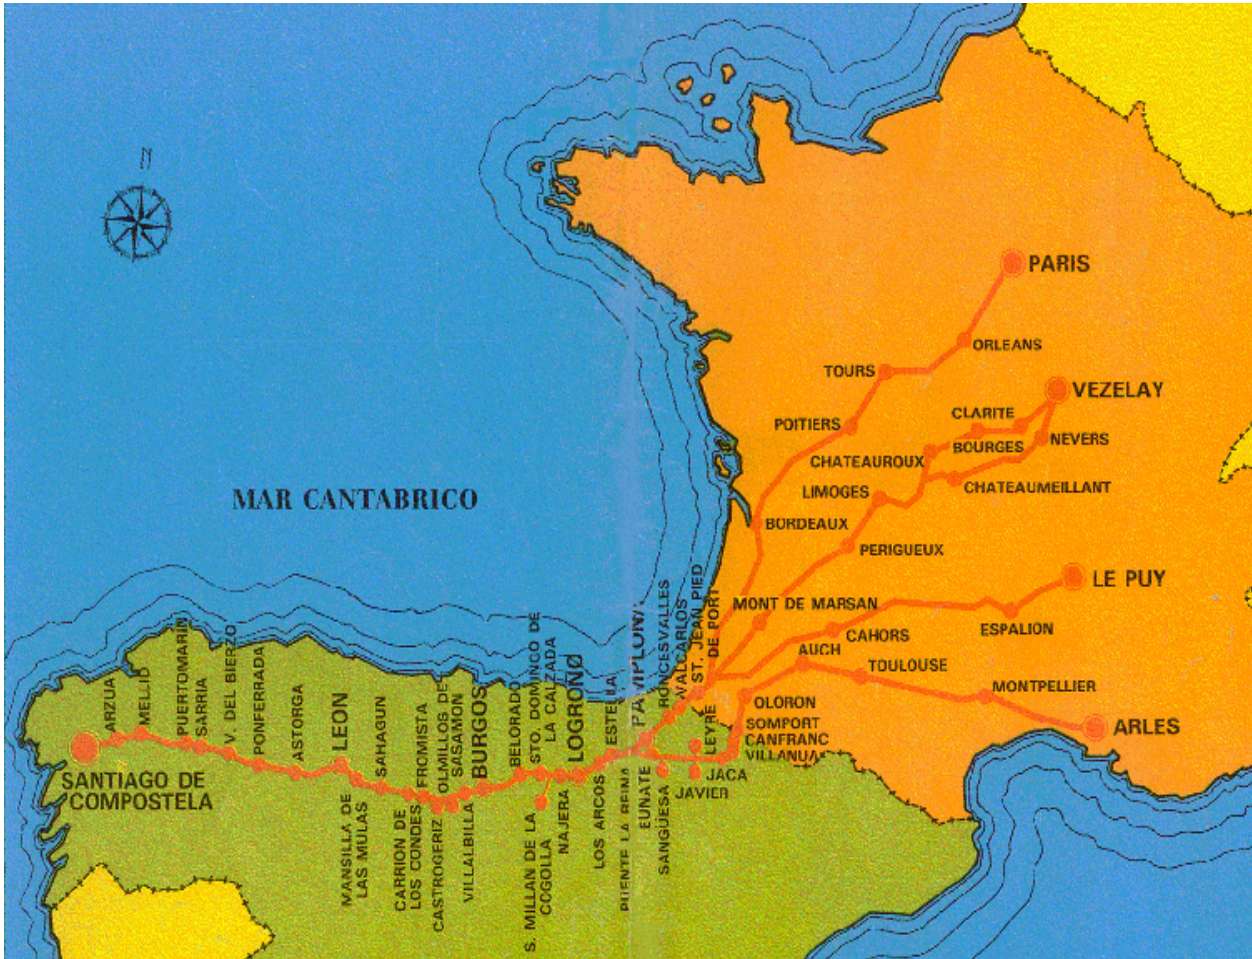 N
PARIS
ORLEANS
TOURS
VEZELAY
CLARITE
POITIERS
NEVERS
BOURGES
CHATEAUROUX
CHATEAUMEILLANT
LIMOGES
MAR CANTABRICO
BORDEAUX
PERIGUEUX
LE PUY
MONT DE MARSAN
ESPALION
CAHORS
AUCH
TOULOUSE
MONTPELLIER
OLORON
ARLES
SOMPORT
CANFRANC
VILLANUA
JACA
JAVIER
SANTIAGO DE
COMPOSTELA
ARZUA
MELLID
PUERTOMARIN
SARRIA
V. DEL BIERZO
PONFERRADA
ASTORGA
LEON
MANSILLA DE
LAS MULAS
SAHAGUN
CARRION DE
LOS CONDES
FROMISTA
CASTROGERIZ
OLMILLOS DE
SASAMON
VILLALBILLA
BURGOS
BELORADO
STO. DOMINGO DE
LA CALZADA
S. MILLAN DE LA
COGOLLA
NAJERA
LOGROÑO
LOS ARCOS
ESTELLA
PUENTE LA REINA
PAMPLONA
EUNATE
SANGUESA
RONCESVALLES
VALCARLOS
ST. JEAN PIED
DE PORT
LEYRE